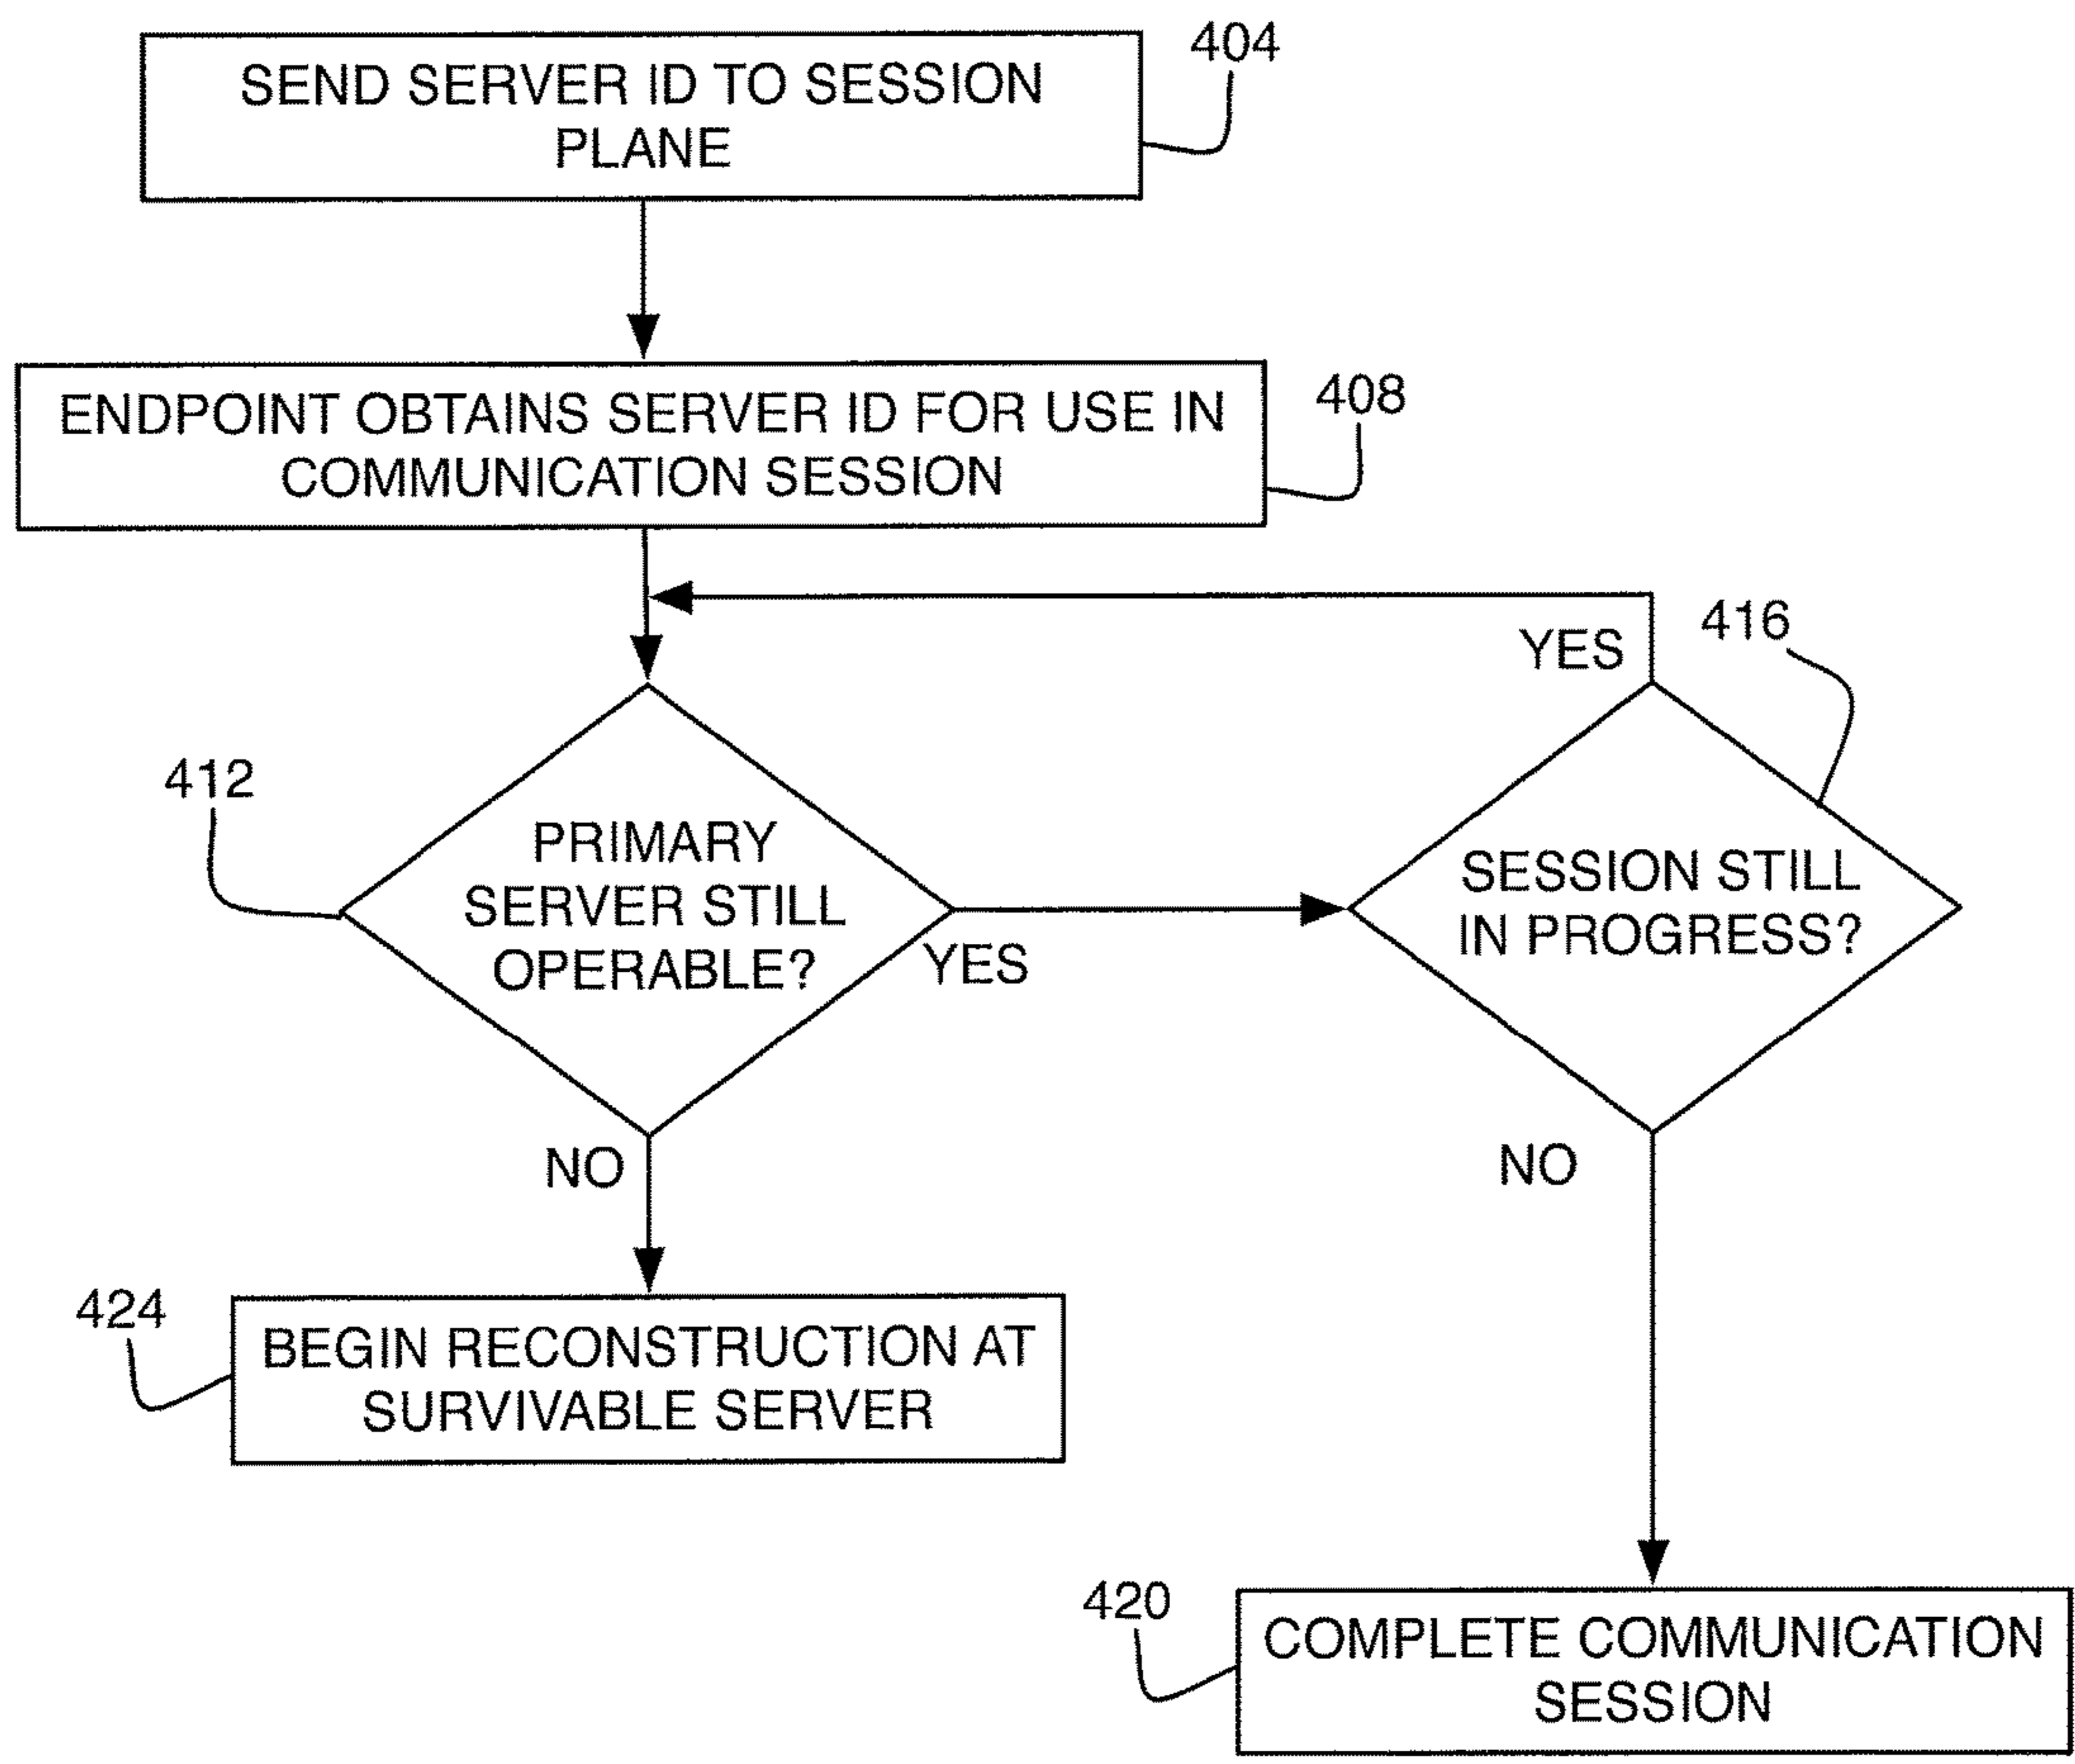 404
SEND SERVER ID TO SESSION
PLANE
408
ENDPOINT OBTAINS SERVER ID FOR USE IN
COMMUNICATION SESSION
416
YES
412
PRIMARY
SERVER STILL
OPERABLE?
YES
SESSION STILL
IN PROGRESS?
NO
NO
424
BEGIN RECONSTRUCTION AT
SURVIVABLE SERVER
420
COMPLETE COMMUNICATION
SESSION